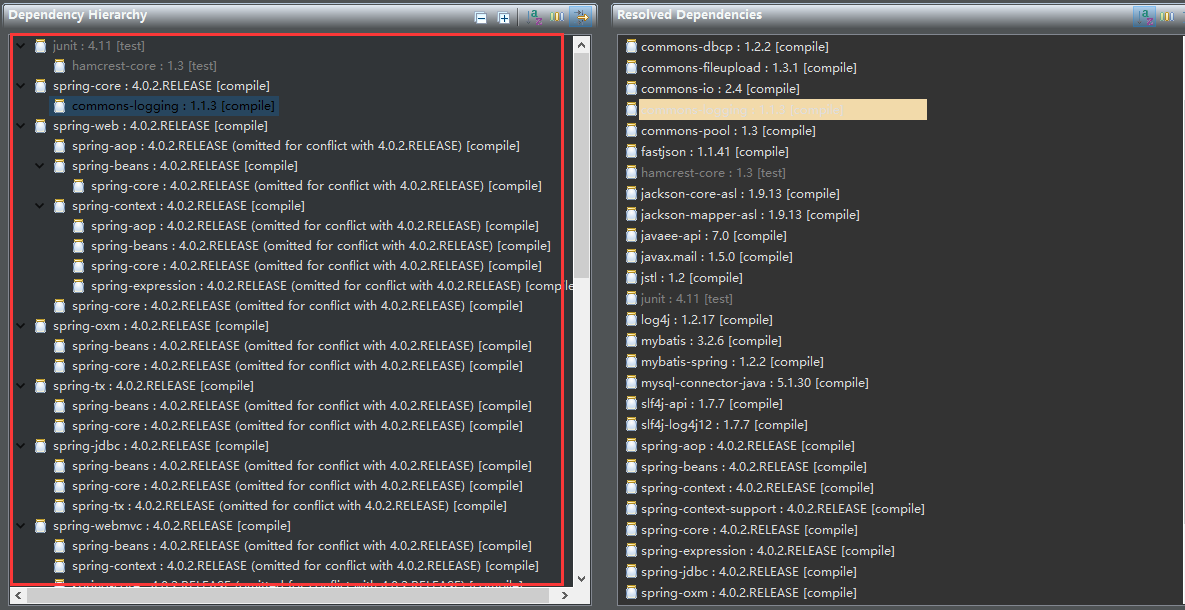 Dependency Hierarchy
junit : 4.11 [test]
hamcrest-core : 1.3 [test]
spring-core : 4.0.2.RELEASE [compile]
commons-logging : 1.1.3 [compile]
spring-web : 4.0.2.RELEASE [compile]
spring-aop : 4.0.2.RELEASE (omitted for conflict with 4.0.2.RELEASE) [compile]
spring-beans : 4.0.2.RELEASE [compile]
spring-core : 4.0.2.RELEASE (omitted for conflict with 4.0.2.RELEASE) [compile]
spring-context : 4.0.2.RELEASE [compile]
spring-aop : 4.0.2.RELEASE (omitted for conflict with 4.0.2.RELEASE) [compile]
spring-beans : 4.0.2.RELEASE (omitted for conflict with 4.0.2.RELEASE) [compile]
spring-core : 4.0.2.RELEASE (omitted for conflict with 4.0.2.RELEASE) [compile]
spring-expression : 4.0.2.RELEASE (omitted for conflict with 4.0.2.RELEASE) [compile
spring-core : 4.0.2.RELEASE (omitted for conflict with 4.0.2.RELEASE) [compile]
spring-oxm : 4.0.2.RELEASE [compile]
spring-beans : 4.0.2.RELEASE (omitted for conflict with 4.0.2.RELEASE) [compile]
spring-core : 4.0.2.RELEASE (omitted for conflict with 4.0.2.RELEASE) [compile]
spring-tx : 4.0.2.RELEASE [compile]
spring-beans : 4.0.2.RELEASE (omitted for conflict with 4.0.2.RELEASE) [compile]
spring-core : 4.0.2.RELEASE (omitted for conflict with 4.0.2.RELEASE) [compile]
spring-jdbc : 4.0.2.RELEASE [compile]
spring-beans : 4.0.2.RELEASE (omitted for conflict with 4.0.2.RELEASE) [compile]
spring-core : 4.0.2.RELEASE (omitted for conflict with 4.0.2.RELEASE) [compile]
spring-tx : 4.0.2.RELEASE (omitted for conflict with 4.0.2.RELEASE) [compile]
spring-webmvc : 4.0.2.RELEASE [compile]
spring-beans : 4.0.2.RELEASE (omitted for conflict with 4.0.2.RELEASE) [compile]
spring-context : 4.0.2.RELEASE (omitted for conflict with 4.0.2.RELEASE) [compile]
Resolved Dependencies
commons-dbcp : 1.2.2 [compile]
commons-fileupload : 1.3.1 [compile]
commons-io : 2.4 [compile]
commons-pool : 1.3 [compile]
fastjson : 1.1.41 [compile]
hamcrest-core : 1.3 [test]
jackson-core-asl : 1.9.13 [compile]
jackson-mapper-asl : 1.9.13 [compile]
javaee-api : 7.0 [compile]
javax.mail : 1.5.0 [compile]
jstl : 1.2 [compile]
junit : 4.11 [test]
log4j : 1.2.17 [compile]
mybatis : 3.2.6 [compile]
mybatis-spring : 1.2.2 [compile]
mysql-connector-java : 5.1.30 [compile]
slf4j-api : 1.7.7 [compile]
slf4j-log4j12 : 1.7.7 [compile]
spring-aop : 4.0.2.RELEASE [compile]
spring-beans : 4.0.2.RELEASE [compile]
spring-context : 4.0.2.RELEASE [compile]
spring-context-support : 4.0.2.RELEASE [compile]
spring-core : 4.0.2.RELEASE [compile]
spring-expression : 4.0.2.RELEASE [compile]
spring-jdbc : 4.0.2.RELEASE [compile]
spring-oxm : 4.0.2.RELEASE [compile]